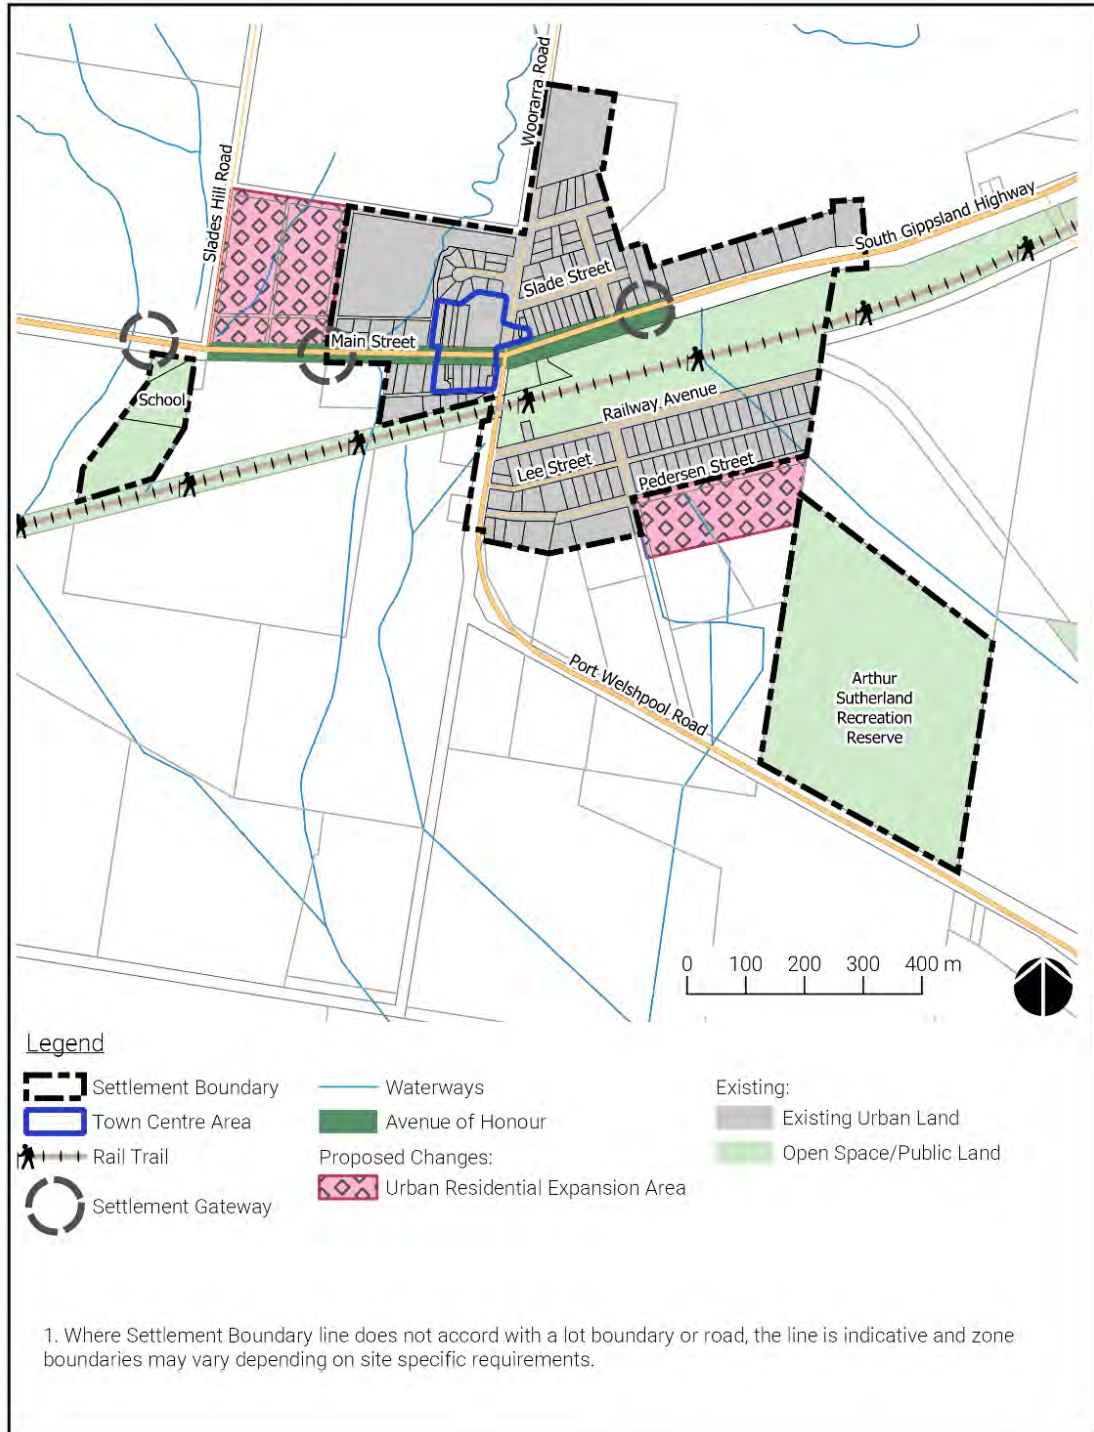 Woorarra Road
Slades Hill Road
South Gippsland Highway
Slade Street
Main Street
School
Railway Avenue
Lee Street
Pedersen Street
Port Welshpool Road
Arthur
Sutherland
Recreation
Reserve
0 100 200 300 400 m
Legend
Settlement Boundary
Town Centre Area
Rail Trail
Settlement Gateway
Waterways
Avenue of Honour
Proposed Changes:
Urban Residential Expansion Area
Existing:
Existing Urban Land
Open Space/Public Land
1. Where Settlement Boundary line does not accord with a lot boundary or road, the line is indicative and zone
boundaries may vary depending on site specific requirements.